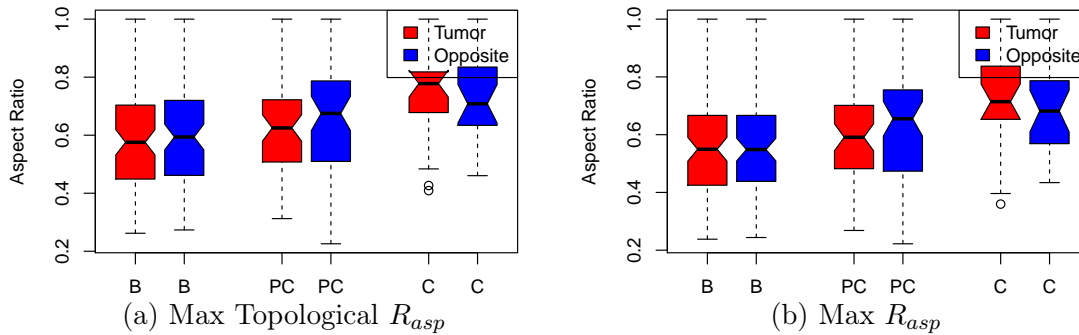 1.0
0.8
0.6
0.4
0.2
Aspect Ratio
Tumor
Opposite
B B PC PC C C
(a) Max Topological R_asp
1.0
0.8
0.6
0.4
0.2
Aspect Ratio
Tumor
Opposite
B B PC PC C C
(b) Max R_asp